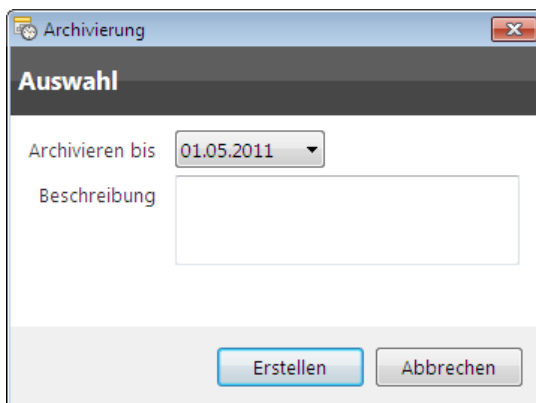 Archivierung
Auswahl
Archivieren bis 01.05.2011
Beschreibung
Erstellen Abbrechen